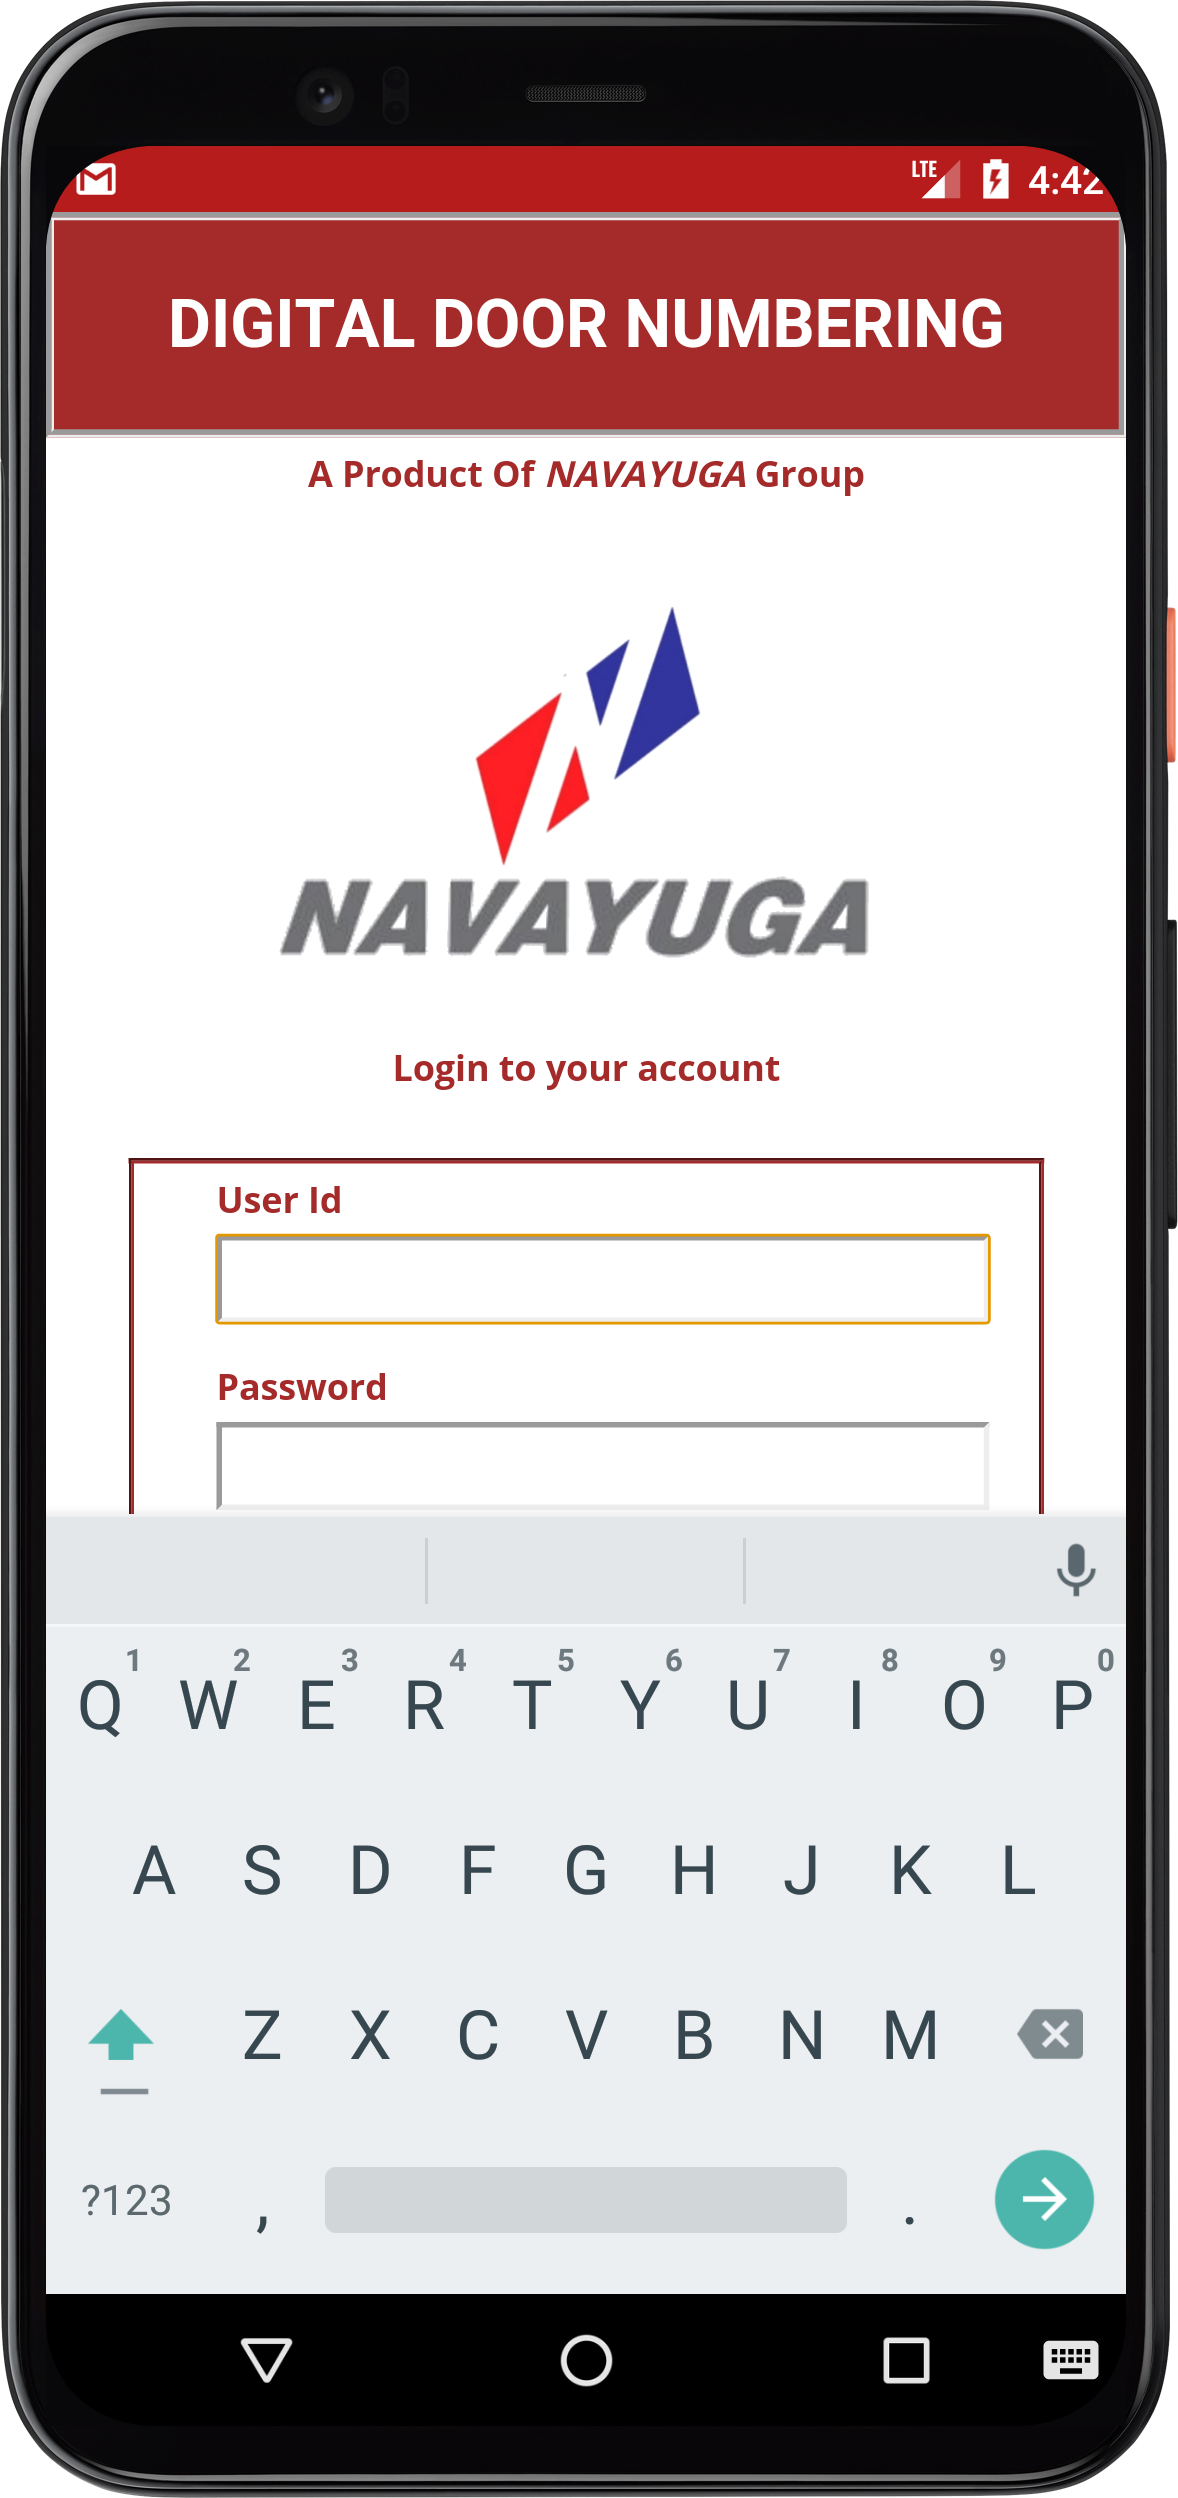 LTE 4:42
DIGITAL DOOR NUMBERING
A Product Of NAVAYUGA Group
NAVAYUGA
Login to your account
User Id
Password
1 2 3 4 5 6 7 8 9 0
Q W E R T Y U I O P
A S D F G H J K L
Z X C V B N M
?123 , .